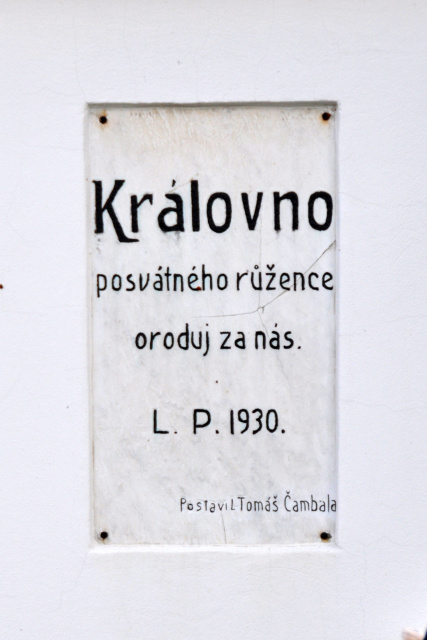 Královno
posvátného růžence
oroduj za nás.
L. P. 1930.
Postavil Tomáš Čambala